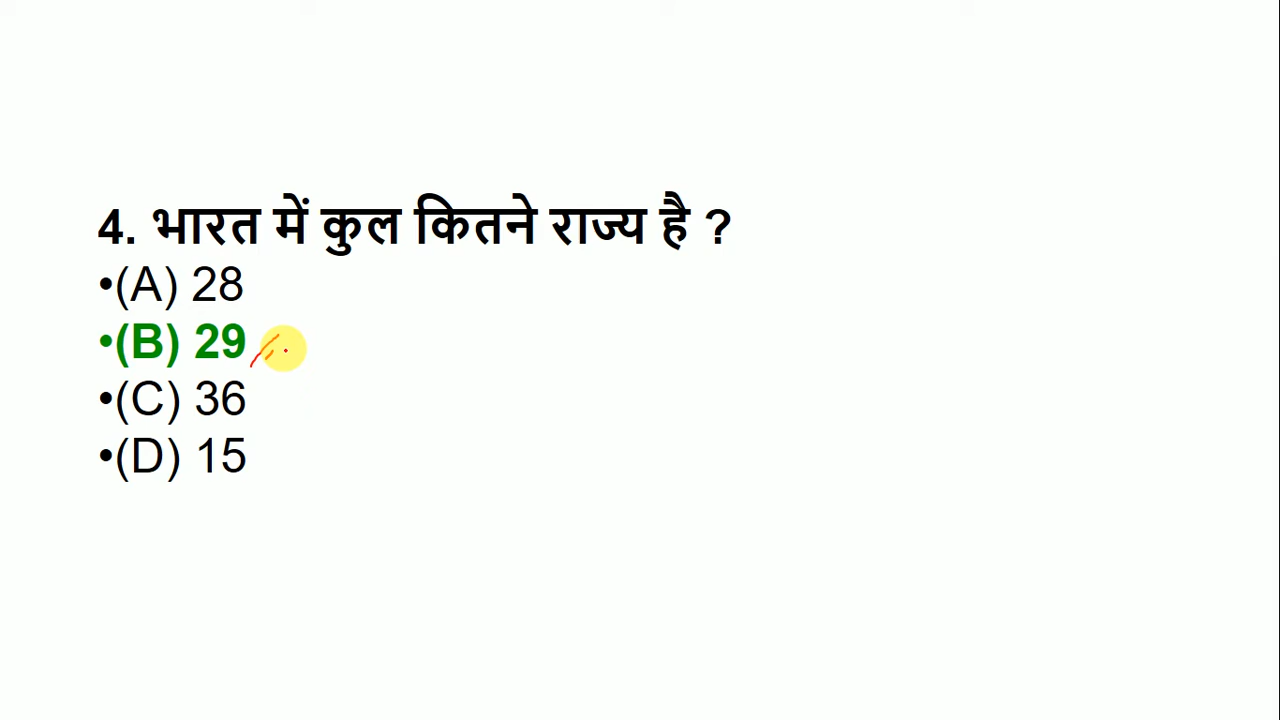 4. भारत में कुल कितने राज्य है ?
•(A) 28
•(B) 29
•(C) 36
•(D) 15